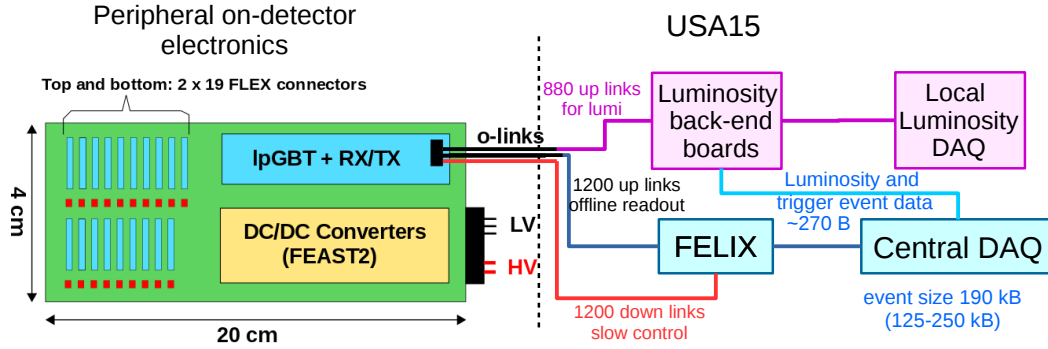 Peripheral on-detector
electronics
USA15
Top and bottom: 2 x 19 FLEX connectors
880 up links
for lumi
Luminosity
back-end
boards
Local
Luminosity
DAQ
o-links
lpGBT + RX/TX
4 cm
1200 up links
offline readout
Luminosity and
trigger event data
~270 B
DC/DC Converters
(FEAST2)
LV
HV
FELIX
Central DAQ
20 cm
1200 down links
slow control
event size 190 kB
(125-250 kB)